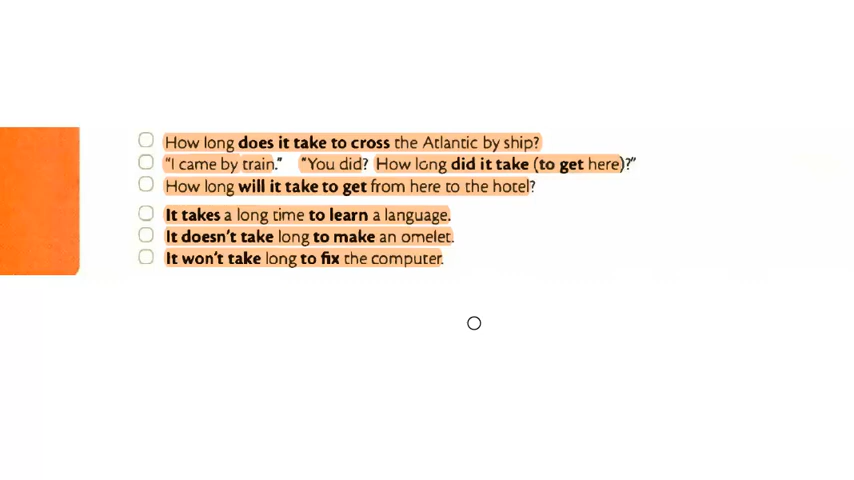 How long does it take to cross the Atlantic by ship?
"I came by train." "You did? How long did it take (to get here)?"
How long will it take to get from here to the hotel?
It takes a long time to learn a language.
It doesn't take long to make an omelet.
It won't take long to fix the computer.